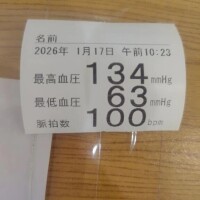 名前
2026年 1月17日 午前10:23
最高血圧 134 mmHg
最低血圧 63 mmHg
脈拍数 100 bpm